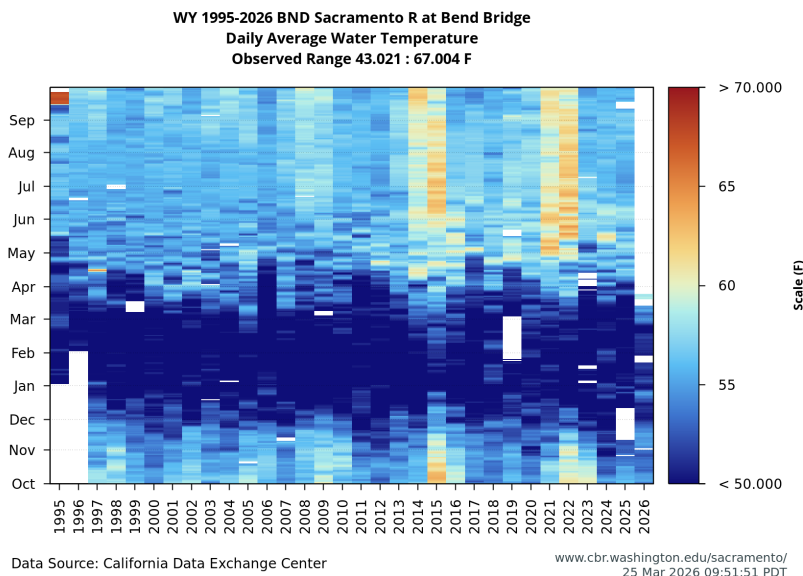 WY 1995-2026 BND Sacramento R at Bend Bridge
Daily Average Water Temperature
Observed Range 43.021 : 67.004 F
Sep
Aug
Jul
Jun
May
Apr
Mar
Feb
Jan
Dec
Nov
Oct
1995 1996 1997 1998 1999 2000 2001 2002 2003 2004 2005 2006 2007 2008 2009 2010 2011 2012 2013 2014 2015 2016 2017 2018 2019 2020 2021 2022 2023 2024 2025 2026
> 70.000
65
60
55
< 50.000
Scale (F)
Data Source: California Data Exchange Center
www.cbr.washington.edu/sacramento/
25 Mar 2026 09:51:51 PDT